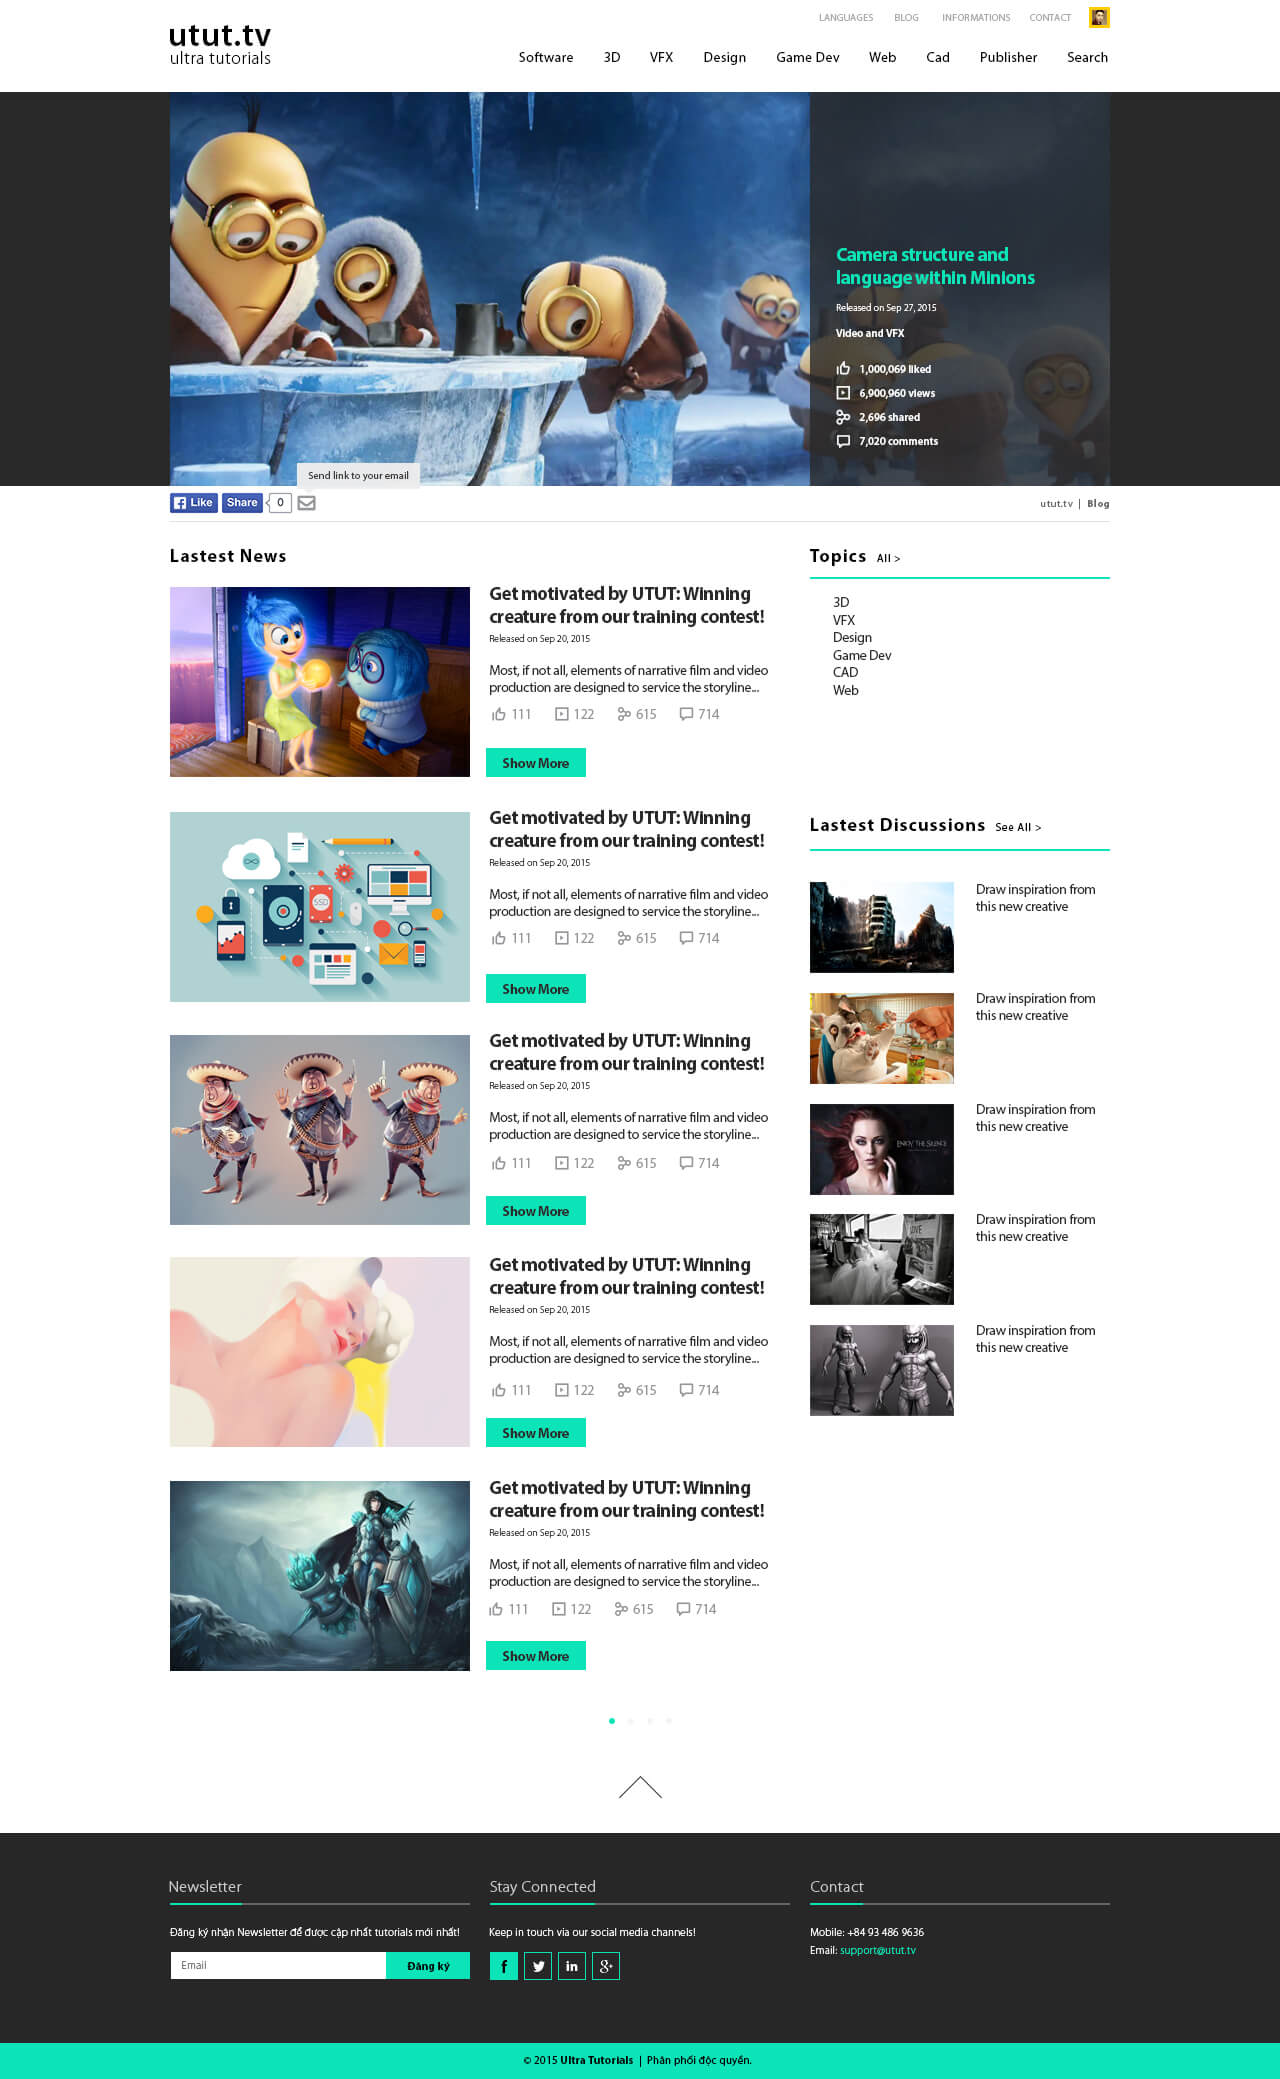 LANGUAGES BLOG INFORMATIONS CONTACT
utut.tv
ultra tutorials
Software 3D VFX Design Game Dev Web Cad Publisher Search
Camera structure and
language within Minions
Released on Sep 27, 2015
Video and VFX
1,000,069 liked
6,900,960 views
2,696 shared
7,020 comments
Send link to your email
Like Share 0
utut.tv | Blog
Lastest News
Get motivated by UTUT: Winning
creature from our training contest!
Released on Sep 20, 2015
Most, if not all, elements of narrative film and video
production are designed to service the storyline...
111 122 615 714
Show More
SSD
Get motivated by UTUT: Winning
creature from our training contest!
Released on Sep 20, 2015
Most, if not all, elements of narrative film and video
production are designed to service the storyline...
111 122 615 714
Show More
Get motivated by UTUT: Winning
creature from our training contest!
Released on Sep 20, 2015
Most, if not all, elements of narrative film and video
production are designed to service the storyline...
111 122 615 714
Show More
Get motivated by UTUT: Winning
creature from our training contest!
Released on Sep 20, 2015
Most, if not all, elements of narrative film and video
production are designed to service the storyline...
111 122 615 714
Show More
Get motivated by UTUT: Winning
creature from our training contest!
Released on Sep 20, 2015
Most, if not all, elements of narrative film and video
production are designed to service the storyline...
111 122 615 714
Show More
Topics All >
3D
VFX
Design
Game Dev
CAD
Web
Lastest Discussions See All >
Draw inspiration from
this new creative
Draw inspiration from
this new creative
ENJOY THE SILENCE
Draw inspiration from
this new creative
LOVE
Draw inspiration from
this new creative
Draw inspiration from
this new creative
Newsletter
Đăng ký nhận Newsletter để được cập nhất tutorials mới nhất!
Email Đăng ký
Stay Connected
Keep in touch via our social media channels!
f in g+
Contact
Mobile: +84 93 486 9636
Email: support@utut.tv
© 2015 Ultra Tutorials | Phân phối độc quyền.